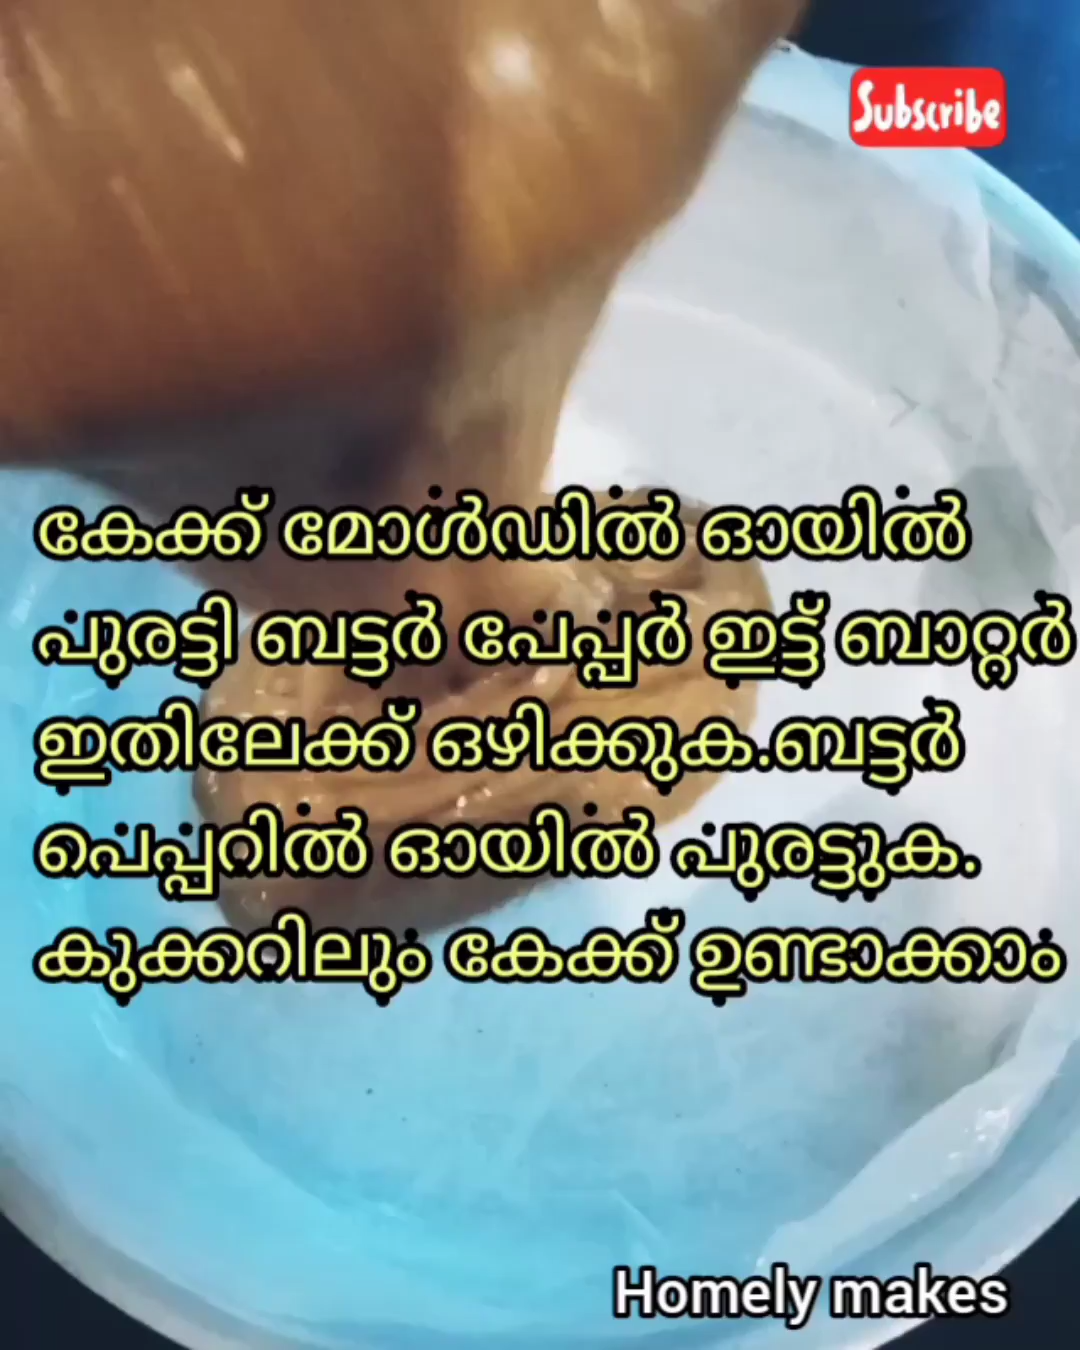 Subscribe
കേക്ക് മോൾഡിൽ ഓയിൽ
പുരട്ടി ബട്ടർ പേപ്പർ ഇട്ട് ബാറ്റർ
ഇതിലേക്ക് ഒഴിക്കുക.ബട്ടർ
പെപ്പറിൽ ഓയിൽ പുരട്ടുക.
കുക്കറിലും കേക്ക് ഉണ്ടാക്കാം
Homely makes